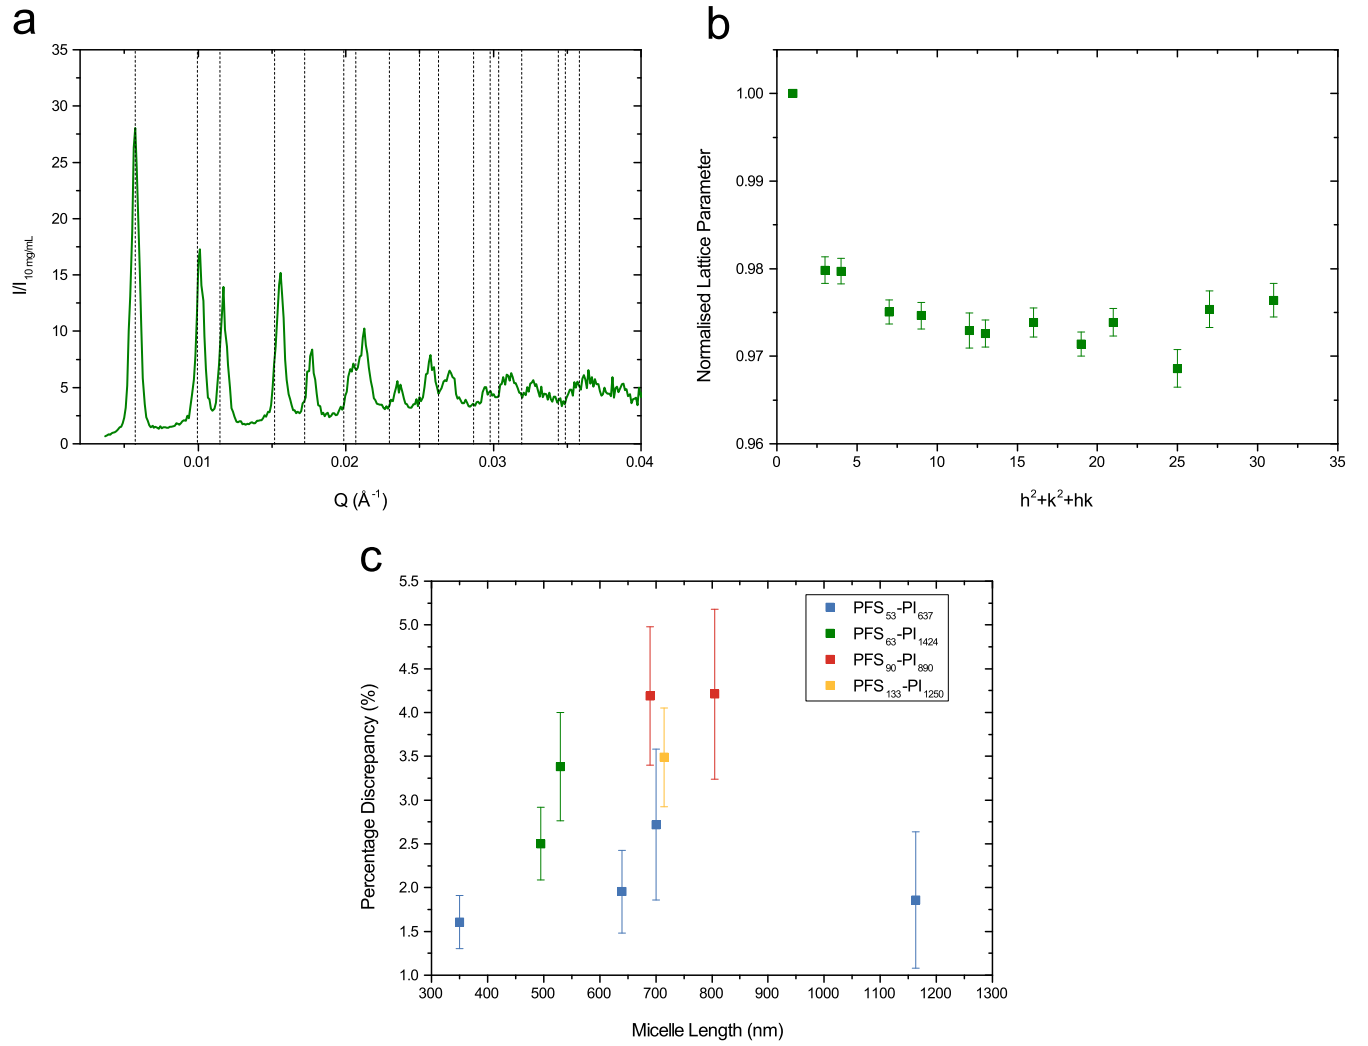 a
35
30
25
20
15
10
5
0
I/I10 mg/mL
0.01 0.02 0.03 0.04
Q (Å-1)
b
1.00
0.99
0.98
0.97
0.96
Normalised Lattice Parameter
0 5 10 15 20 25 30 35
h2+k2+hk
c
5.5
5.0
4.5
4.0
3.5
3.0
2.5
2.0
1.5
1.0
Percentage Discrepancy (%)
PFS53-PI637
PFS63-PI1424
PFS90-PI890
PFS133-PI1250
300 400 500 600 700 800 900 1000 1100 1200 1300
Micelle Length (nm)